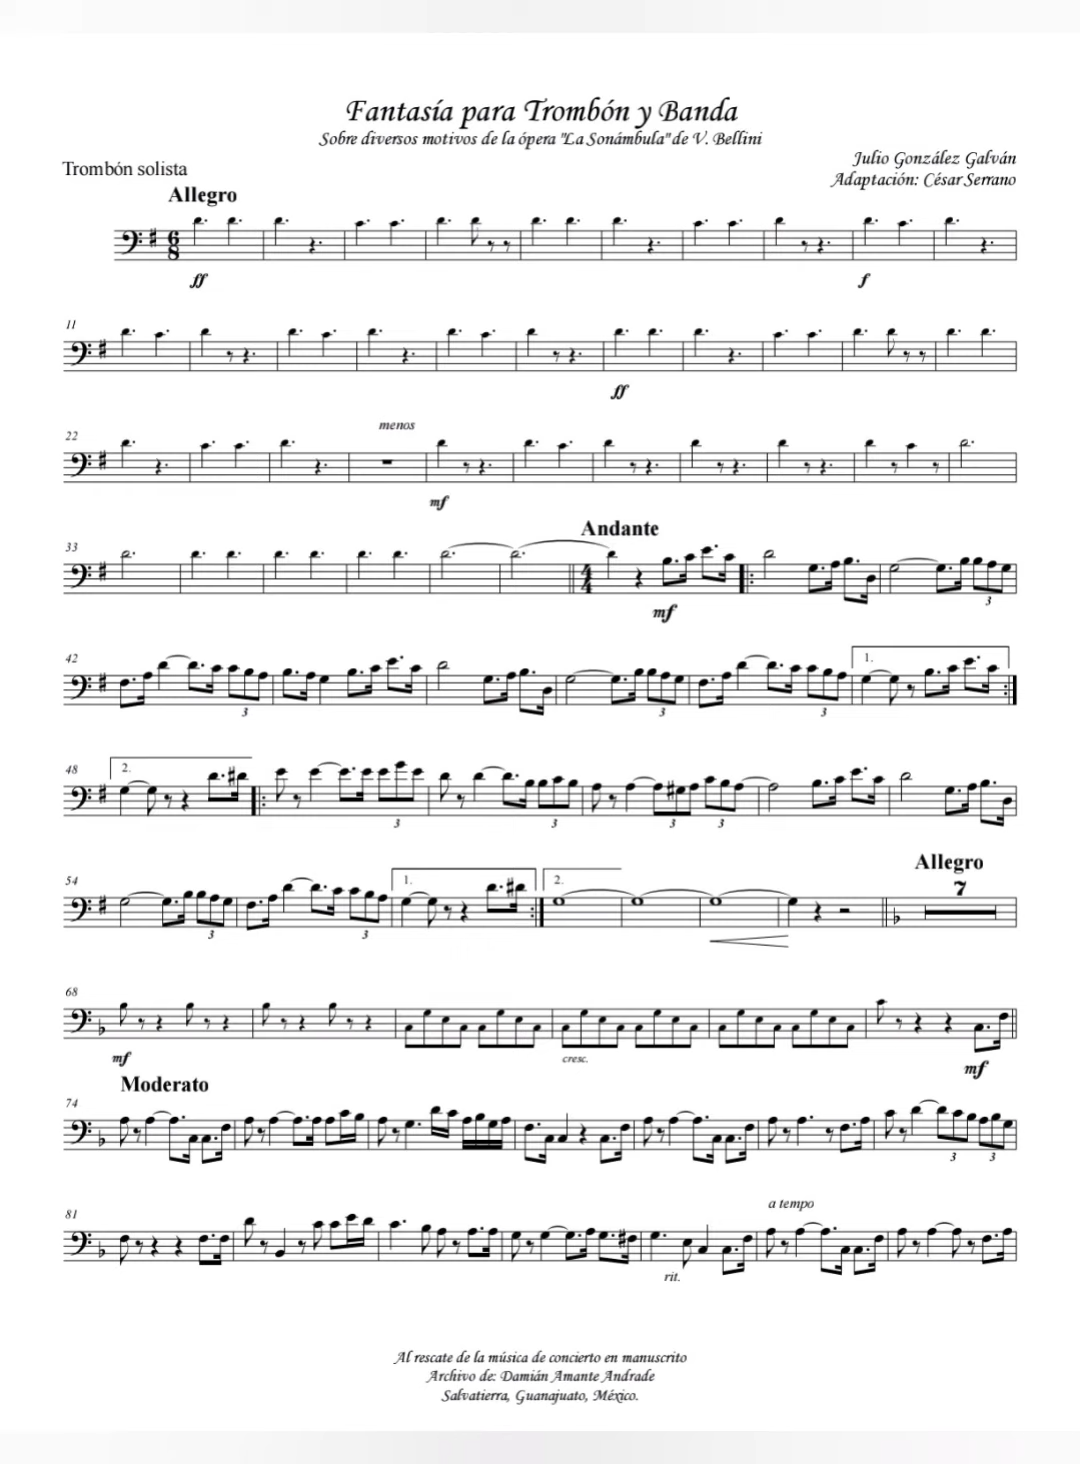 Fantasía para Trombón y Banda
Sobre diversos motivos de la ópera "La Sonámbula" de V. Bellini
Julio González Galván
Trombón solista
Adaptación: César Serrano
Allegro
6
8
ff
f
11
ff
22
menos
mf
33
Andante
4
4
mf
3
42
1.
3
3
3
48
2.
3
3
3
3
54
1.
2.
Allegro
7
3
3
68
mf
cresc.
mf
Moderato
74
3
3
81
a tempo
rit.
Al rescate de la música de concierto en manuscrito
Archivo de: Damián Amante Andrade
Salvatierra, Guanajuato, México.